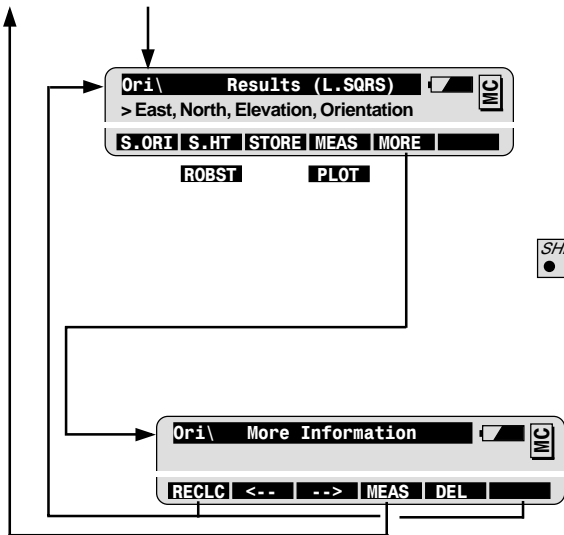 Ori\ Results (L.SQRS) MC
> East, North, Elevation, Orientation
S.ORI S.HT STORE MEAS MORE
ROBST PLOT
Ori\ More Information MC
RECLC <-- --> MEAS DEL